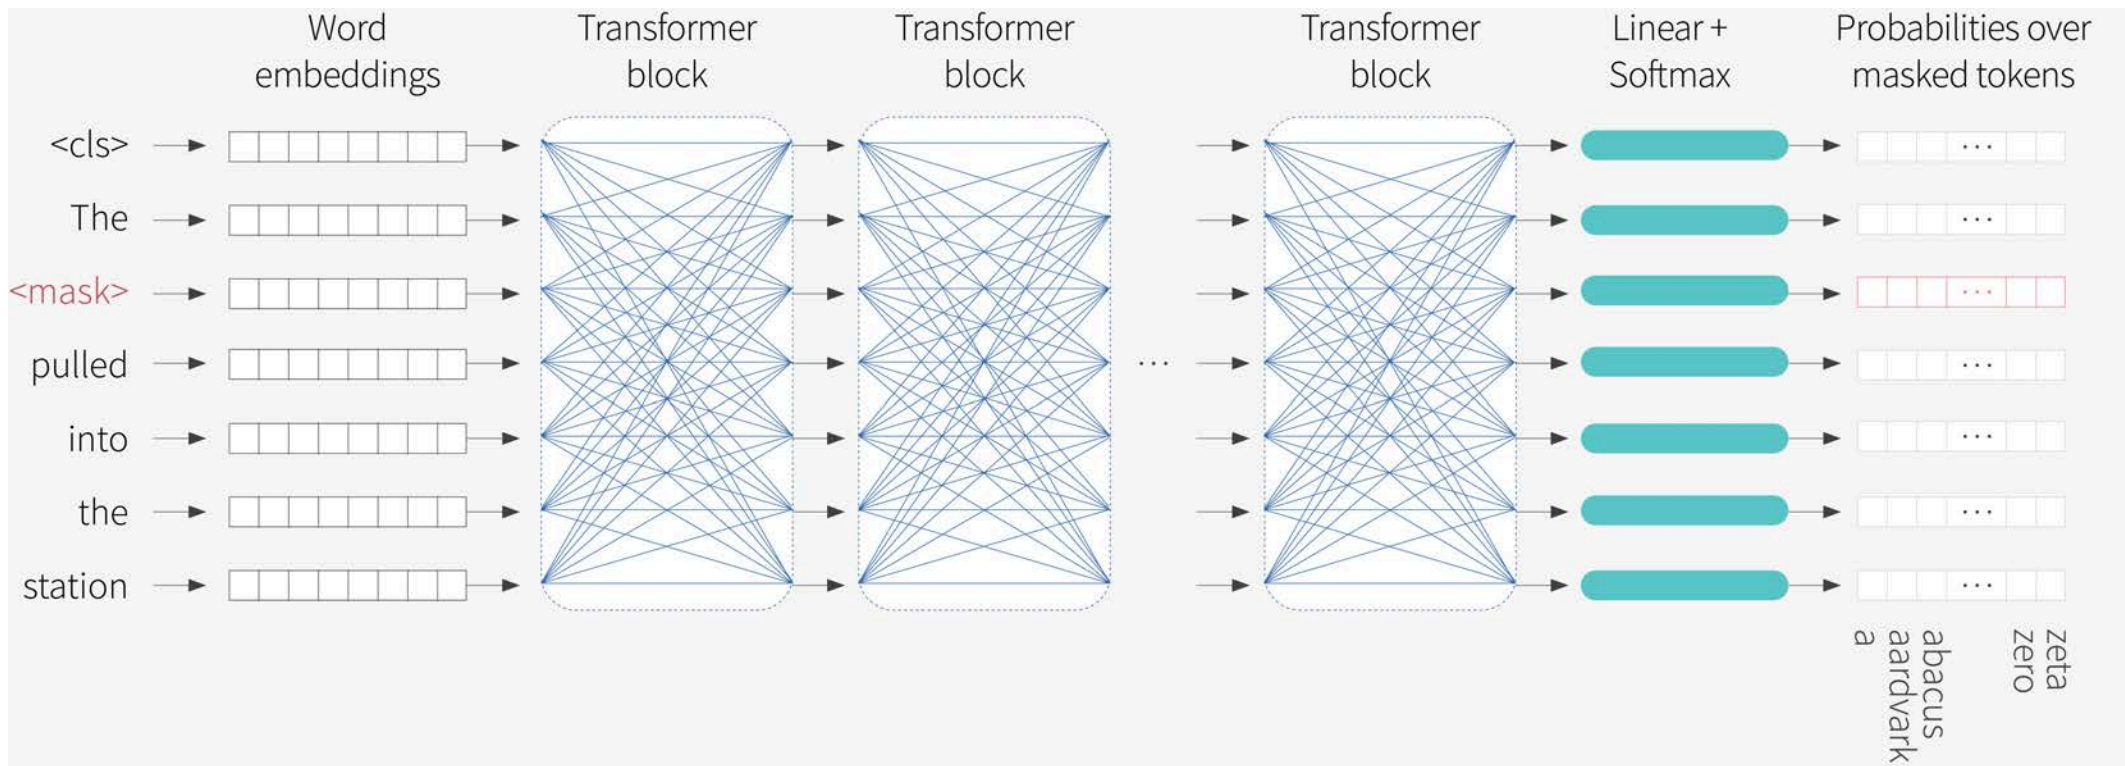 Word
embeddings
Transformer
block
Transformer
block
Transformer
block
Linear +
Softmax
Probabilities over
masked tokens
<cls>
...
The
...
<mask>
...
pulled
...
...
into
...
the
...
station
...
a
aardvark
abacus
zero
zeta